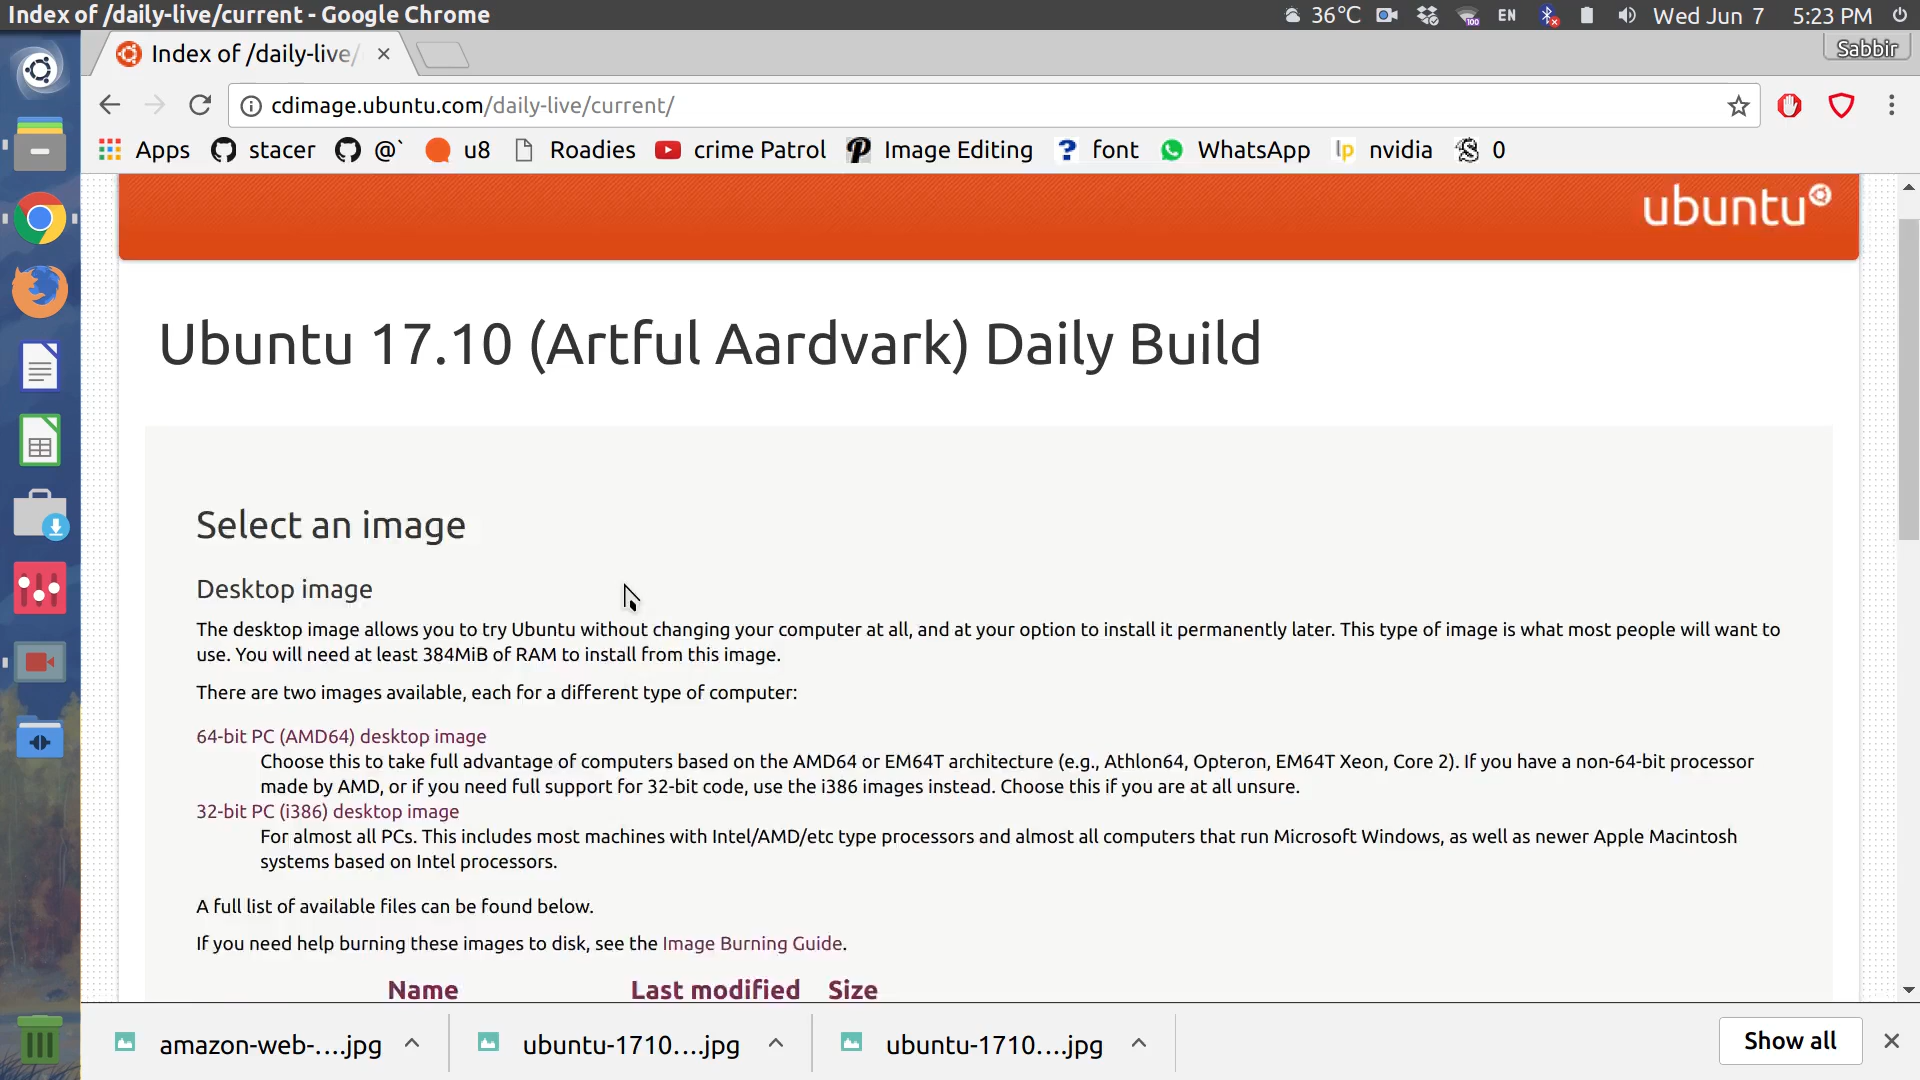 Index of /daily-live/current - Google Chrome
36°C
100
EN
Wed Jun 7
5:23 PM
Index of /daily-live/
Sabbir
cdimage.ubuntu.com/daily-live/current/
Apps
stacer
@`
u8
Roadies
crime Patrol
Image Editing
? font
WhatsApp
lp nvidia
0
ubuntu
Ubuntu 17.10 (Artful Aardvark) Daily Build
Select an image
Desktop image
The desktop image allows you to try Ubuntu without changing your computer at all, and at your option to install it permanently later. This type of image is what most people will want to
use. You will need at least 384MiB of RAM to install from this image.
There are two images available, each for a different type of computer:
64-bit PC (AMD64) desktop image
Choose this to take full advantage of computers based on the AMD64 or EM64T architecture (e.g., Athlon64, Opteron, EM64T Xeon, Core 2). If you have a non-64-bit processor
made by AMD, or if you need full support for 32-bit code, use the i386 images instead. Choose this if you are at all unsure.
32-bit PC (i386) desktop image
For almost all PCs. This includes most machines with Intel/AMD/etc type processors and almost all computers that run Microsoft Windows, as well as newer Apple Macintosh
systems based on Intel processors.
A full list of available files can be found below.
If you need help burning these images to disk, see the Image Burning Guide.
Name Last modified Size
amazon-web-....jpg
ubuntu-1710....jpg
ubuntu-1710....jpg
Show all